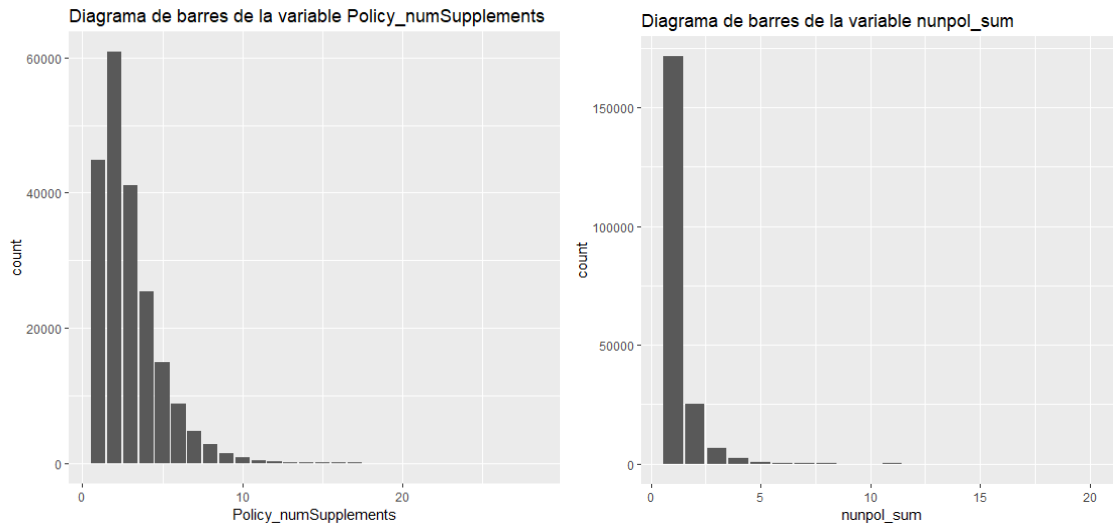 Diagrama de barres de la variable Policy_numSupplements
60000
40000
20000
0
count
0
10
20
Policy_numSupplements
Diagrama de barres de la variable nunpol_sum
150000
100000
50000
0
count
0
5
10
15
20
nunpol_sum